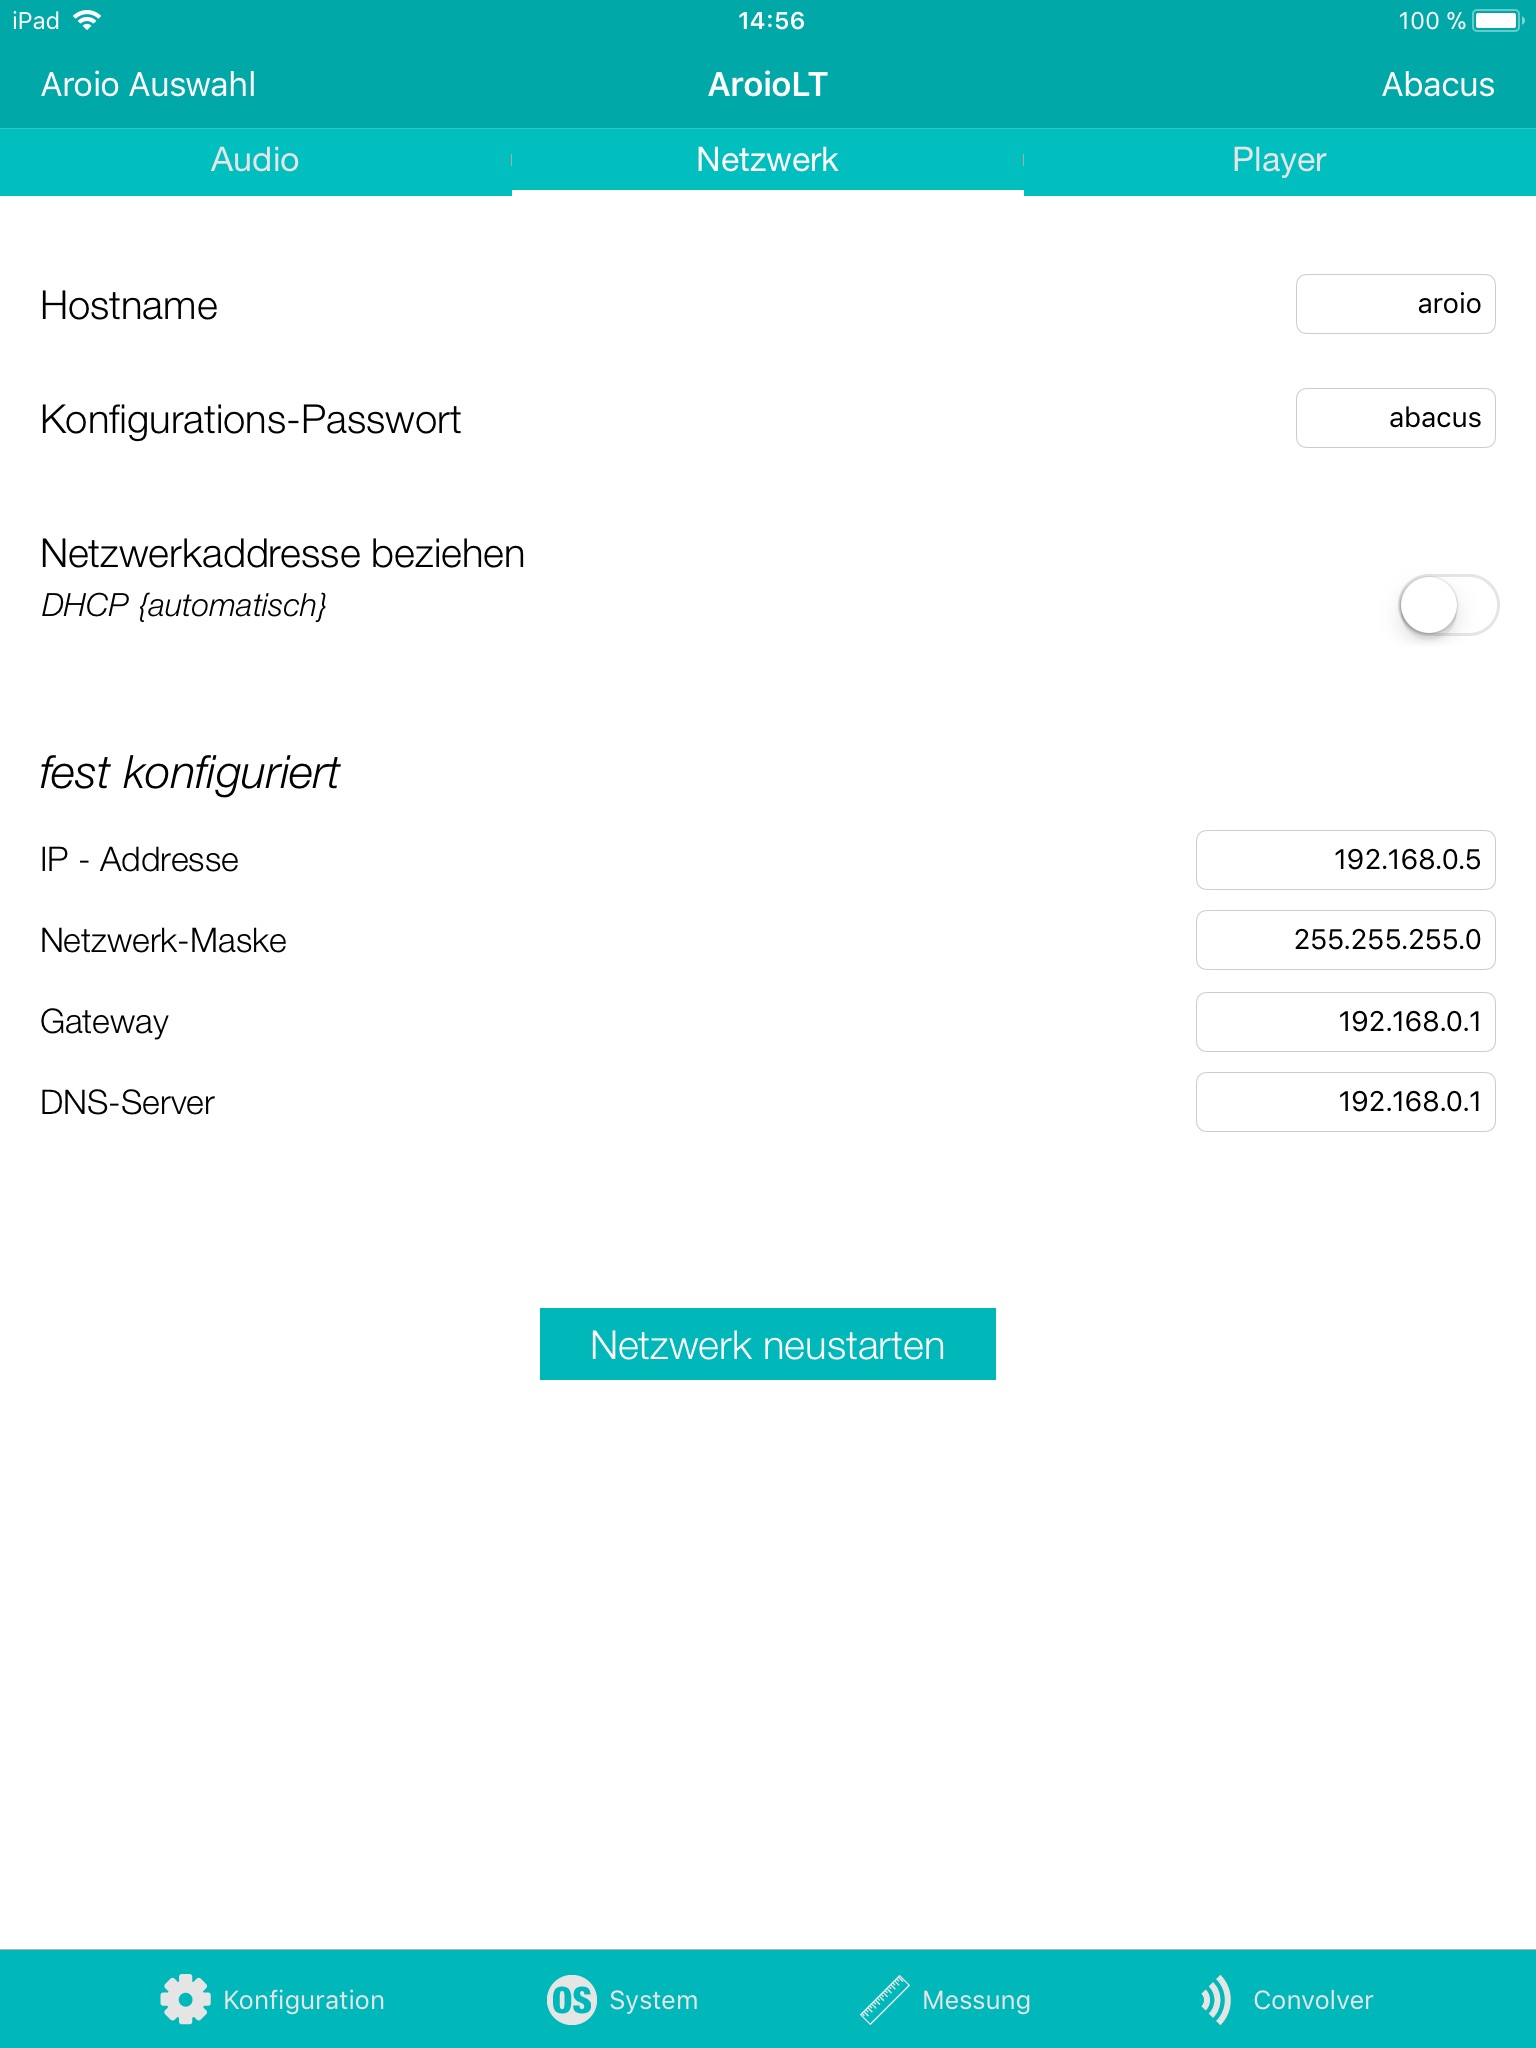 iPad 14:56 100 %
Aroio Auswahl AroioLT Abacus
Audio Netzwerk Player
Hostname aroio
Konfigurations-Passwort abacus
Netzwerkaddresse beziehen
DHCP {automatisch}
fest konfiguriert
IP - Addresse 192.168.0.5
Netzwerk-Maske 255.255.255.0
Gateway 192.168.0.1
DNS-Server 192.168.0.1
Netzwerk neustarten
Konfiguration OS System Messung Convolver